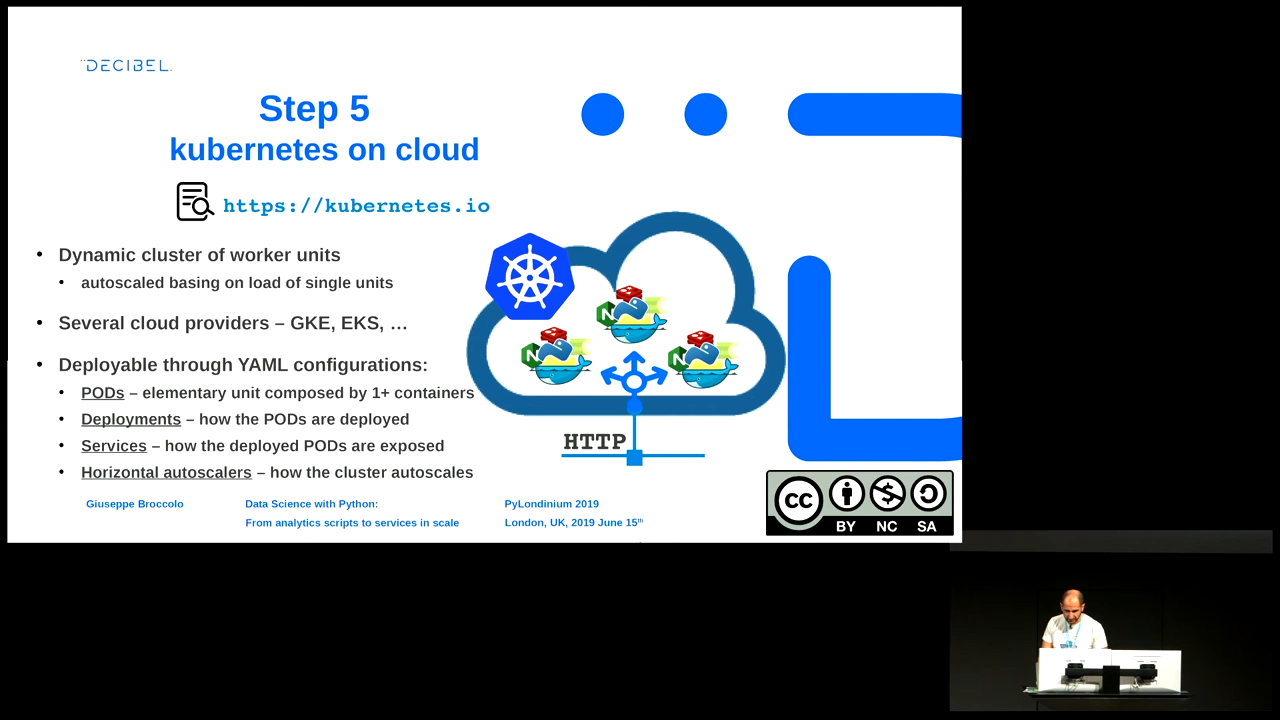 DECIBEL
Step 5
kubernetes on cloud
https://kubernetes.io
• Dynamic cluster of worker units
• autoscaled basing on load of single units
• Several cloud providers – GKE, EKS, …
• Deployable through YAML configurations:
• PODs – elementary unit composed by 1+ containers
• Deployments – how the PODs are deployed
• Services – how the deployed PODs are exposed
• Horizontal autoscalers – how the cluster autoscales
N
N
N
HTTP
Giuseppe Broccolo
Data Science with Python:
From analytics scripts to services in scale
PyLondinium 2019
London, UK, 2019 June 15th
CC
BY NC SA